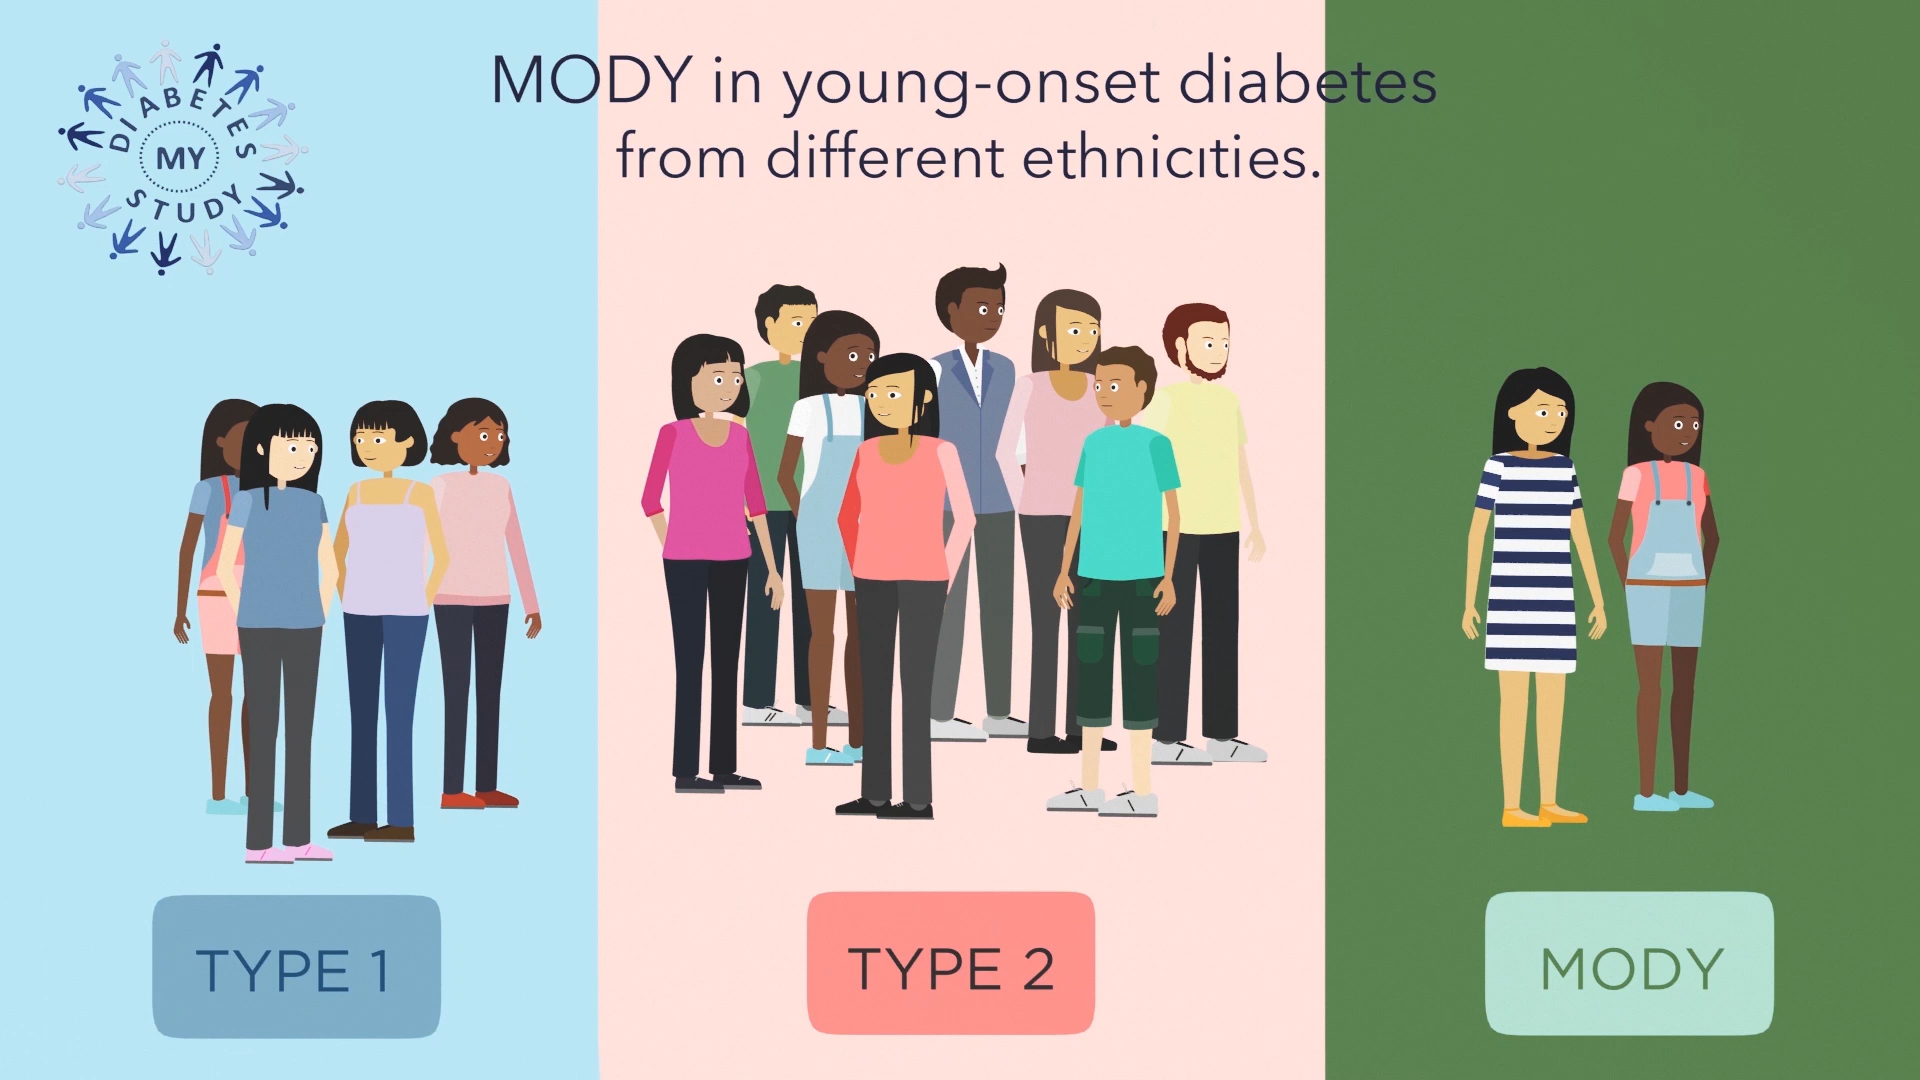 DIABETES
MY
STUDY
MODY in young-onset diabetes
from different ethnicities.
TYPE 1
TYPE 2
MODY